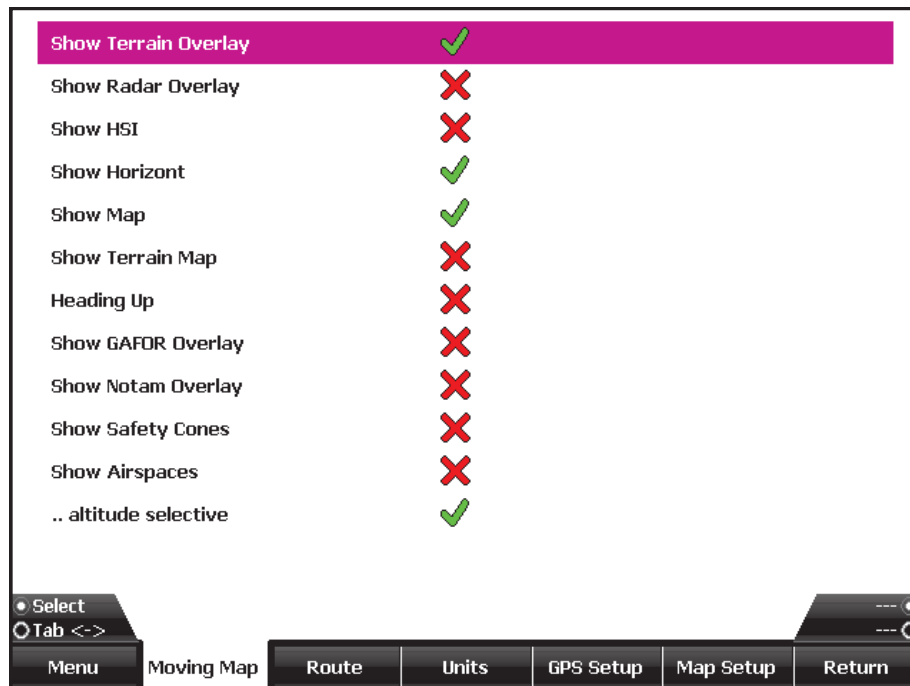 Show Terrain Overlay
Show Radar Overlay
Show HSI
Show Horizont
Show Map
Show Terrain Map
Heading Up
Show GAFOR Overlay
Show Notam Overlay
Show Safety Cones
Show Airspaces
.. altitude selective
Select ---
Tab <-> ---
Menu Moving Map Route Units GPS Setup Map Setup Return